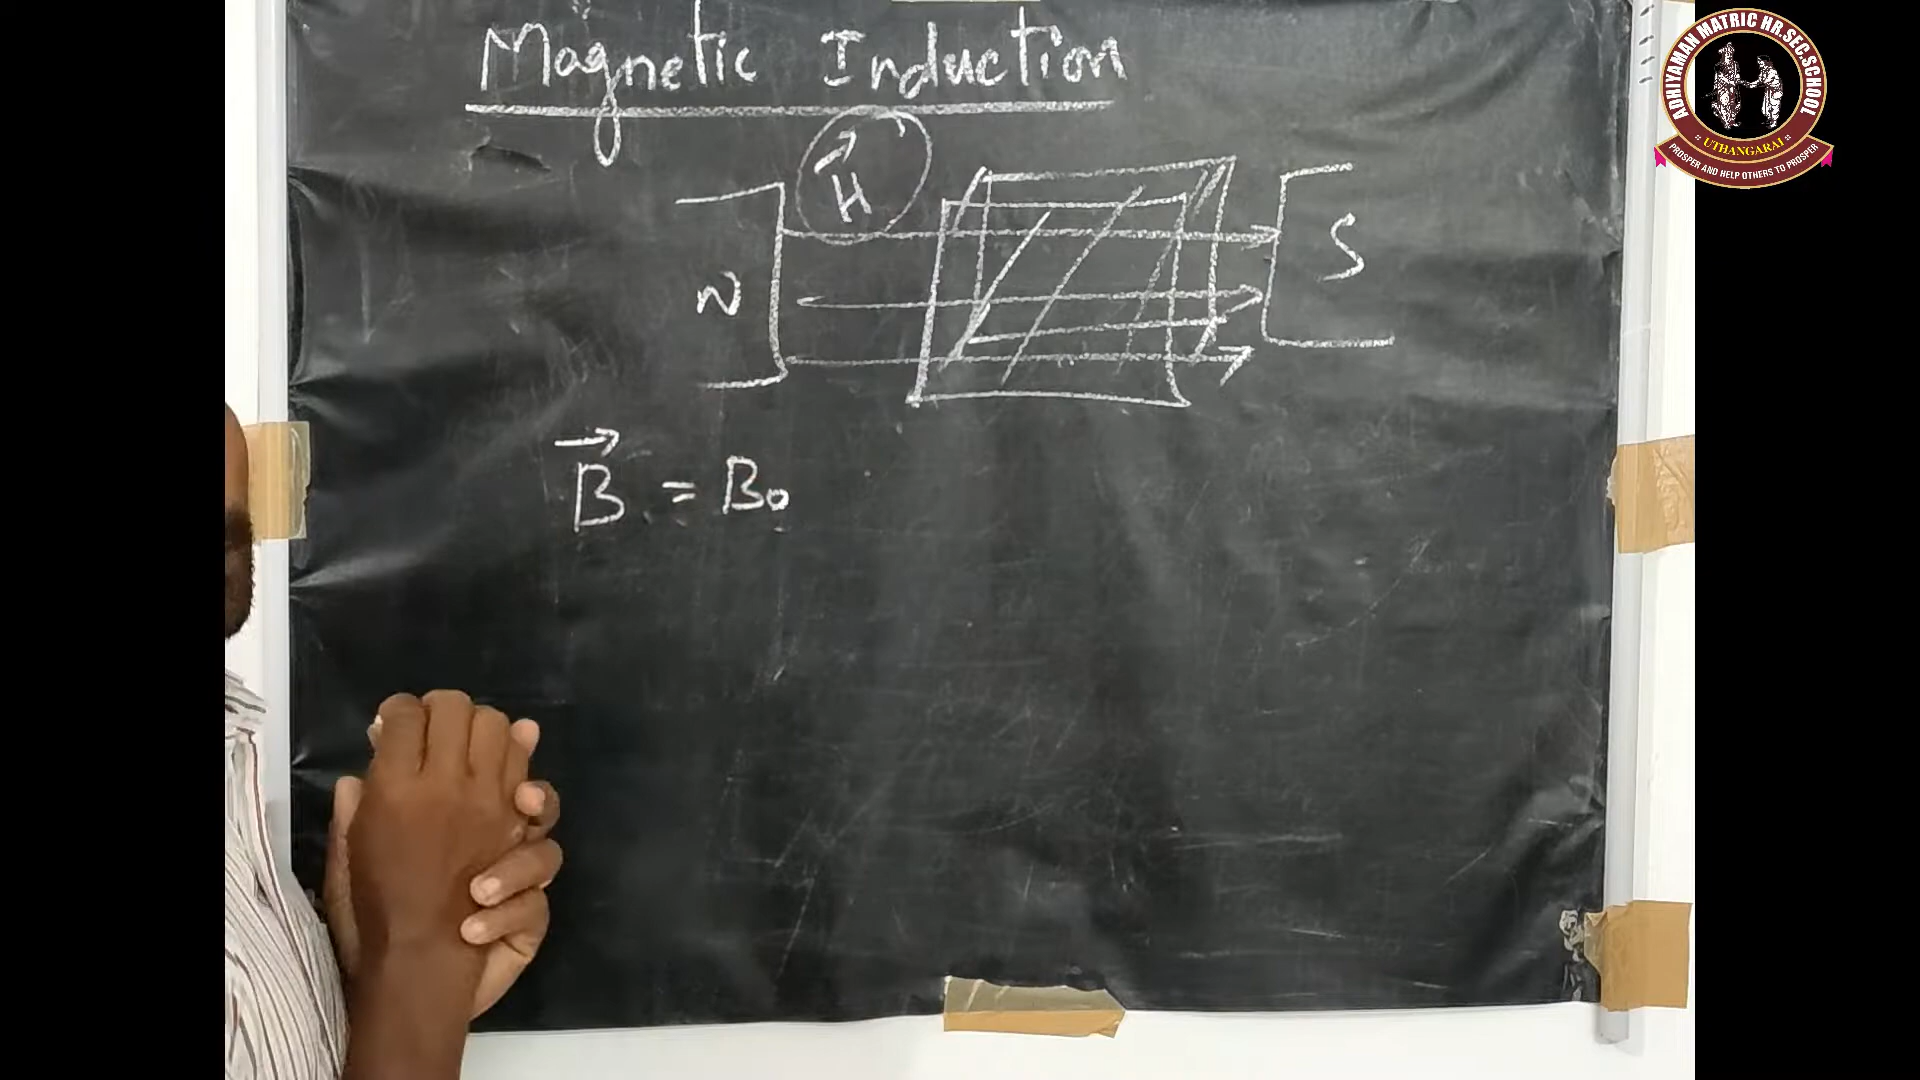 Magnetic Induction
H
N
S
B = B₀
ADHIYAMAN MATRIC HR.SEC.SCHOOL
:: UTHANGARAI ::
PROSPER AND HELP OTHERS TO PROSPER